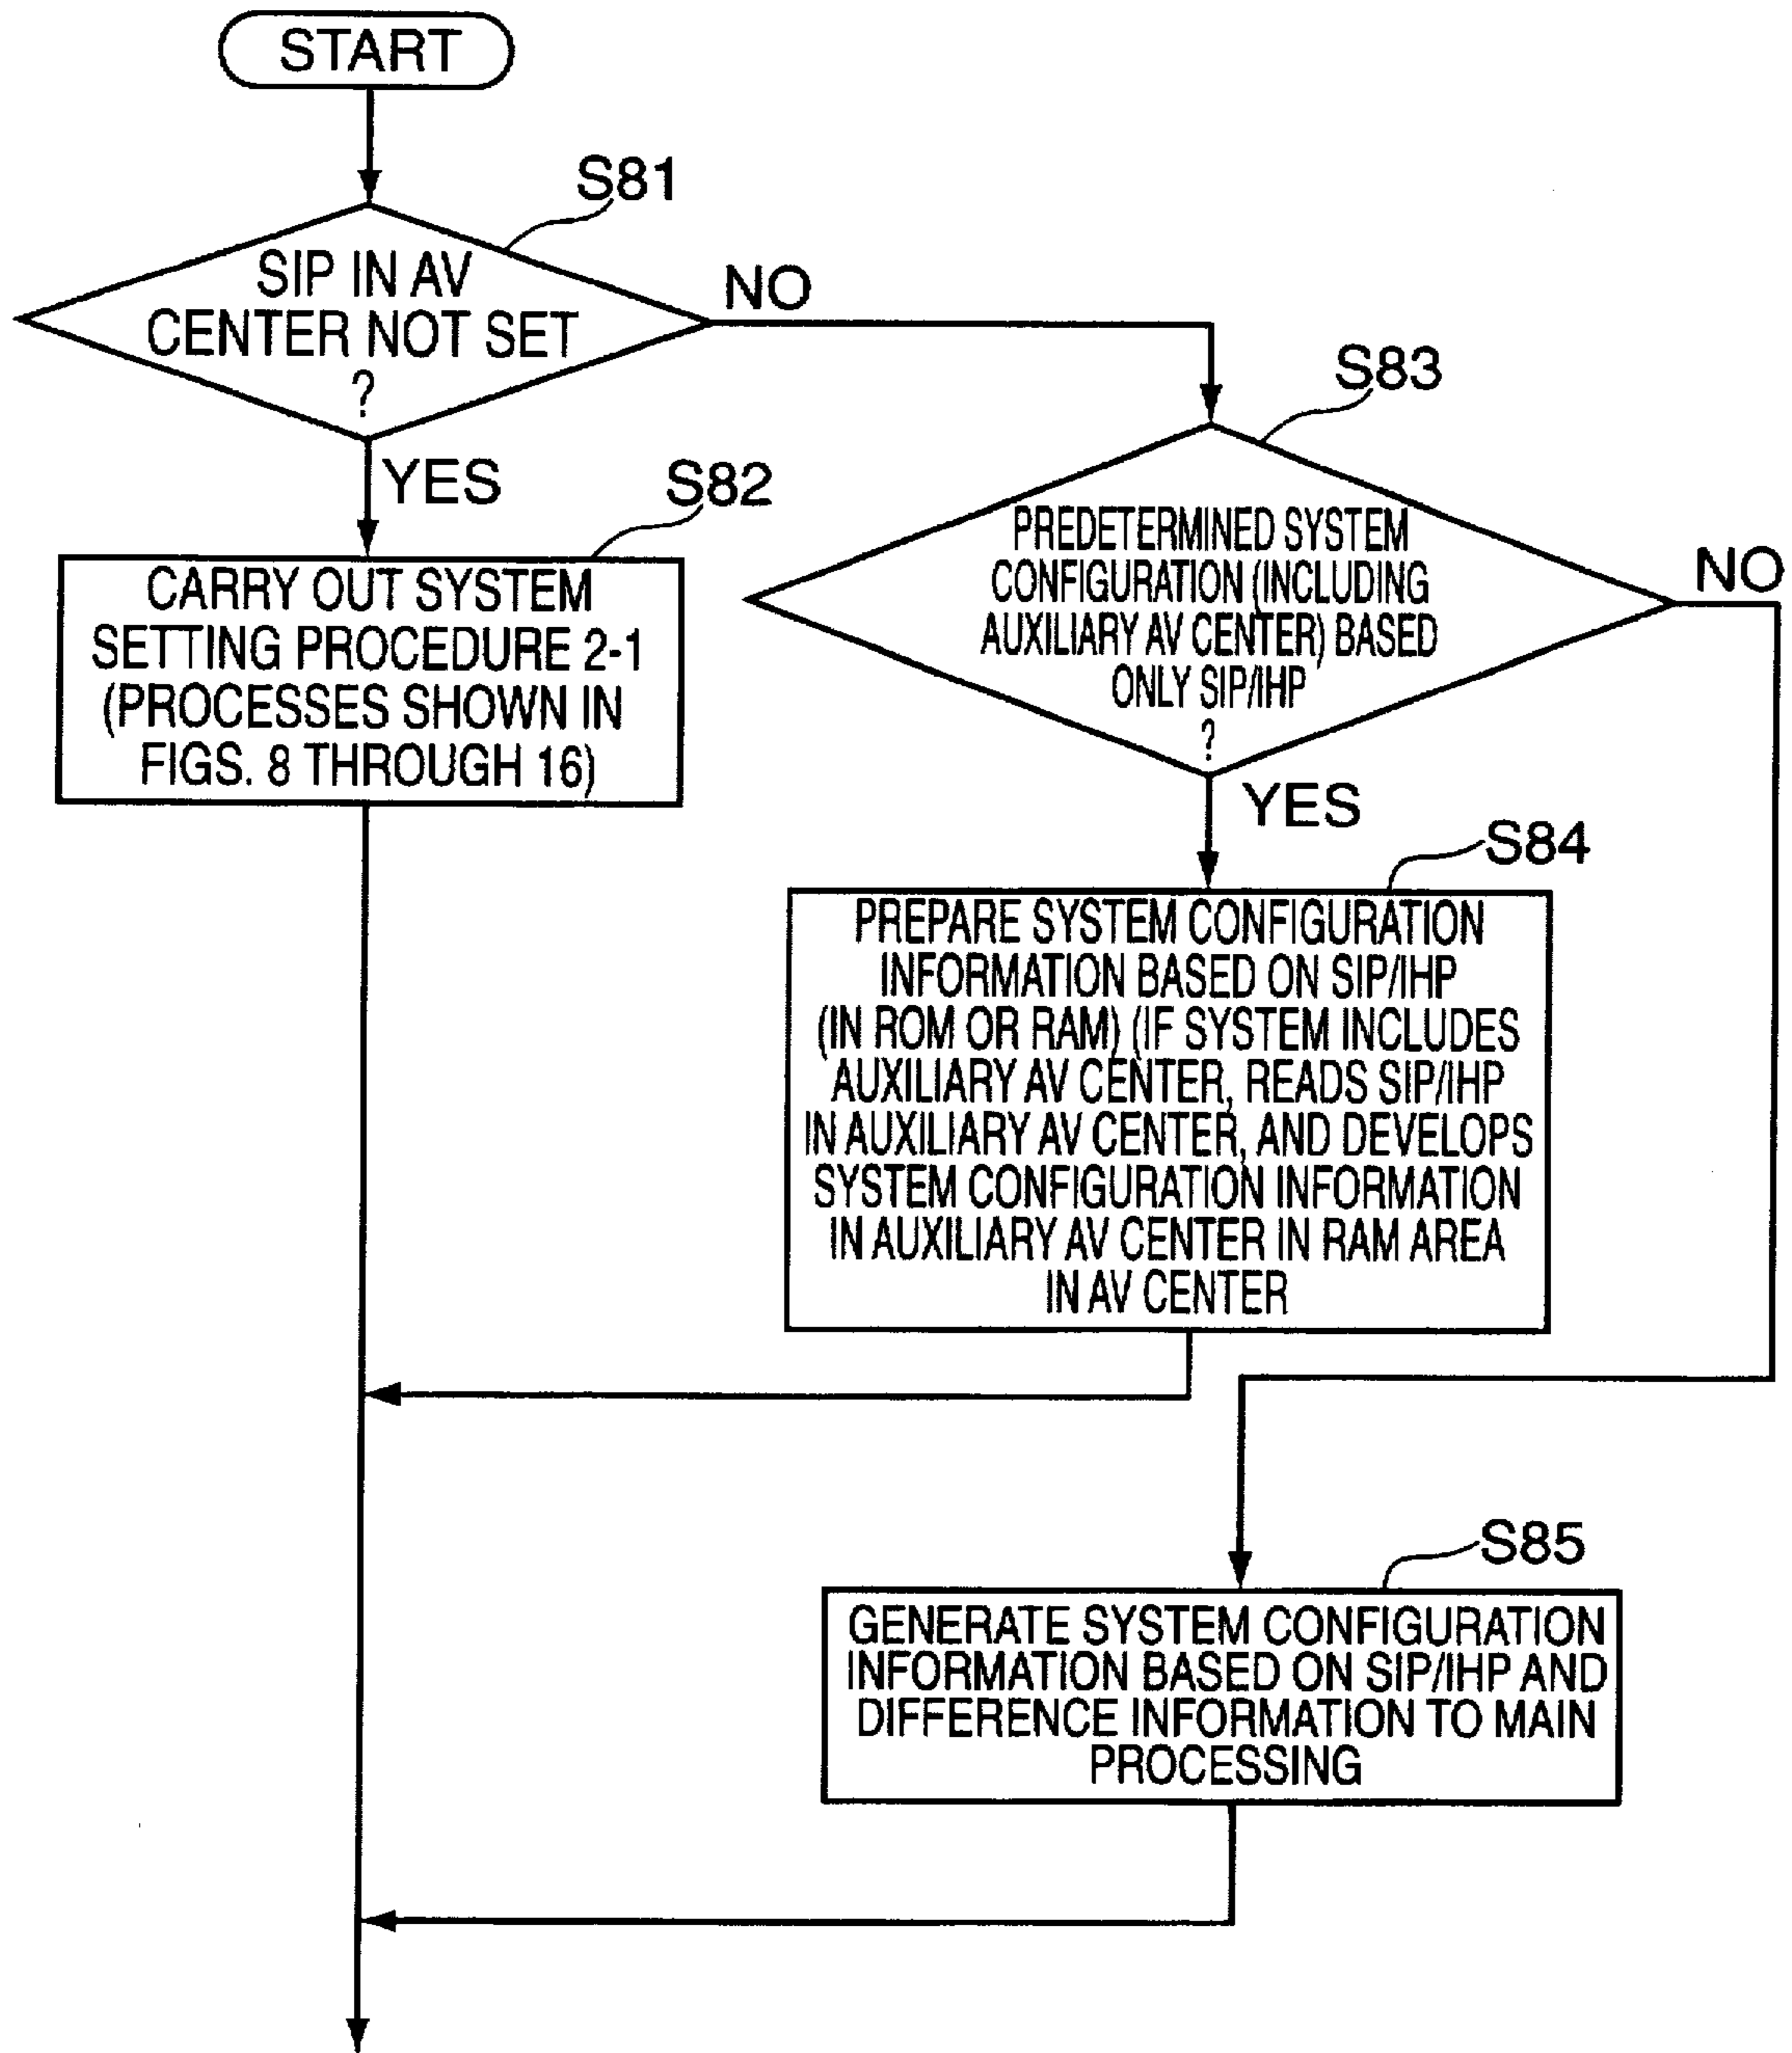 START
S81
SIP IN AV
CENTER NOT SET
?
NO
YES
S82
CARRY OUT SYSTEM
SETTING PROCEDURE 2-1
(PROCESSES SHOWN IN
FIGS. 8 THROUGH 16)
S83
PREDETERMINED SYSTEM
CONFIGURATION (INCLUDING
AUXILIARY AV CENTER) BASED
ONLY SIP/IHP
?
NO
YES
S84
PREPARE SYSTEM CONFIGURATION
INFORMATION BASED ON SIP/IHP
(IN ROM OR RAM) (IF SYSTEM INCLUDES
AUXILIARY AV CENTER, READS SIP/IHP
IN AUXILIARY AV CENTER, AND DEVELOPS
SYSTEM CONFIGURATION INFORMATION
IN AUXILIARY AV CENTER IN RAM AREA
IN AV CENTER
S85
GENERATE SYSTEM CONFIGURATION
INFORMATION BASED ON SIP/IHP AND
DIFFERENCE INFORMATION TO MAIN
PROCESSING